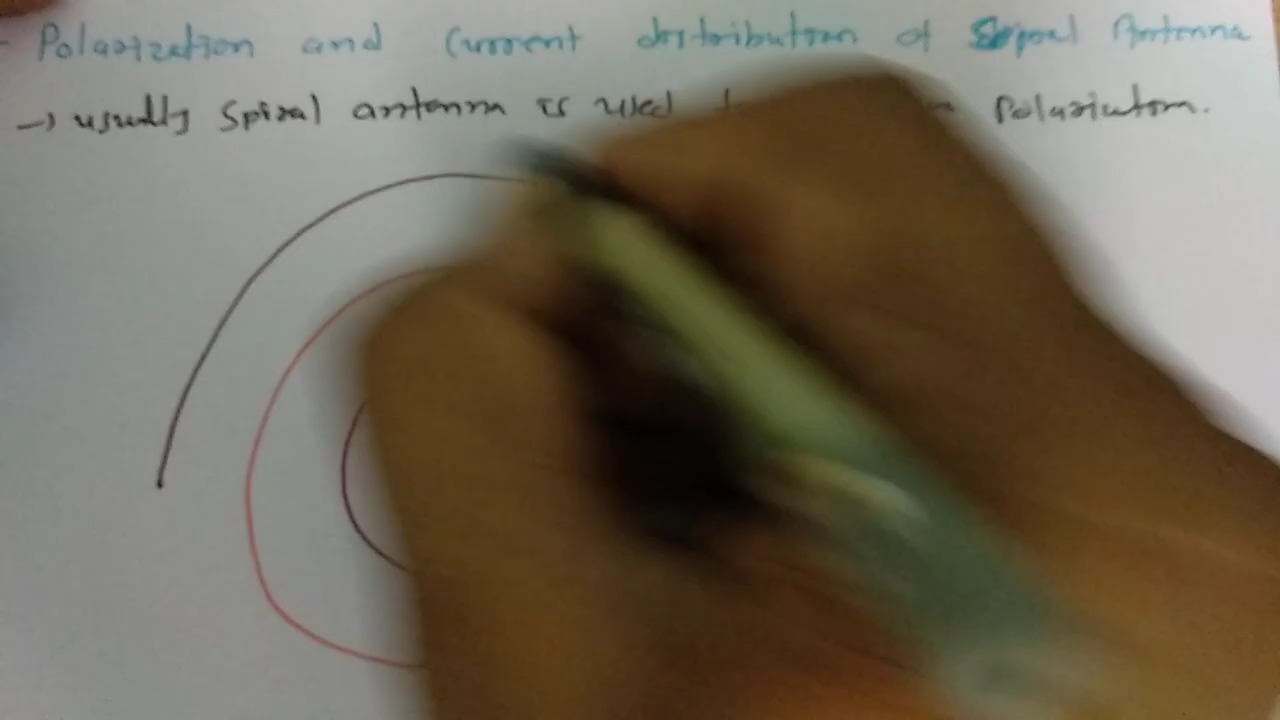 - Polarization and Current distribution of Spiral Antenna
→ usually Spiral antenna is used Polarization.